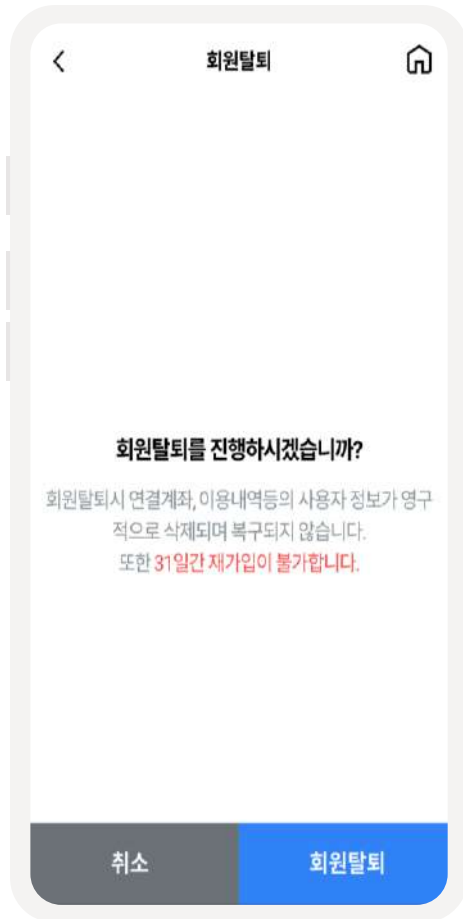 회원탈퇴
회원탈퇴를 진행하시겠습니까?
회원탈퇴시 연결계좌, 이용내역등의 사용자 정보가 영구
적으로 삭제되며 복구되지 않습니다.
또한 31일간 재가입이 불가합니다.
취소 회원탈퇴